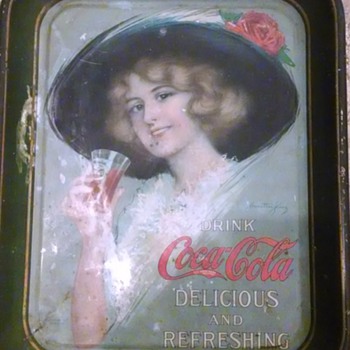 DRINK
Coca-Cola
DELICIOUS
AND
REFRESHING